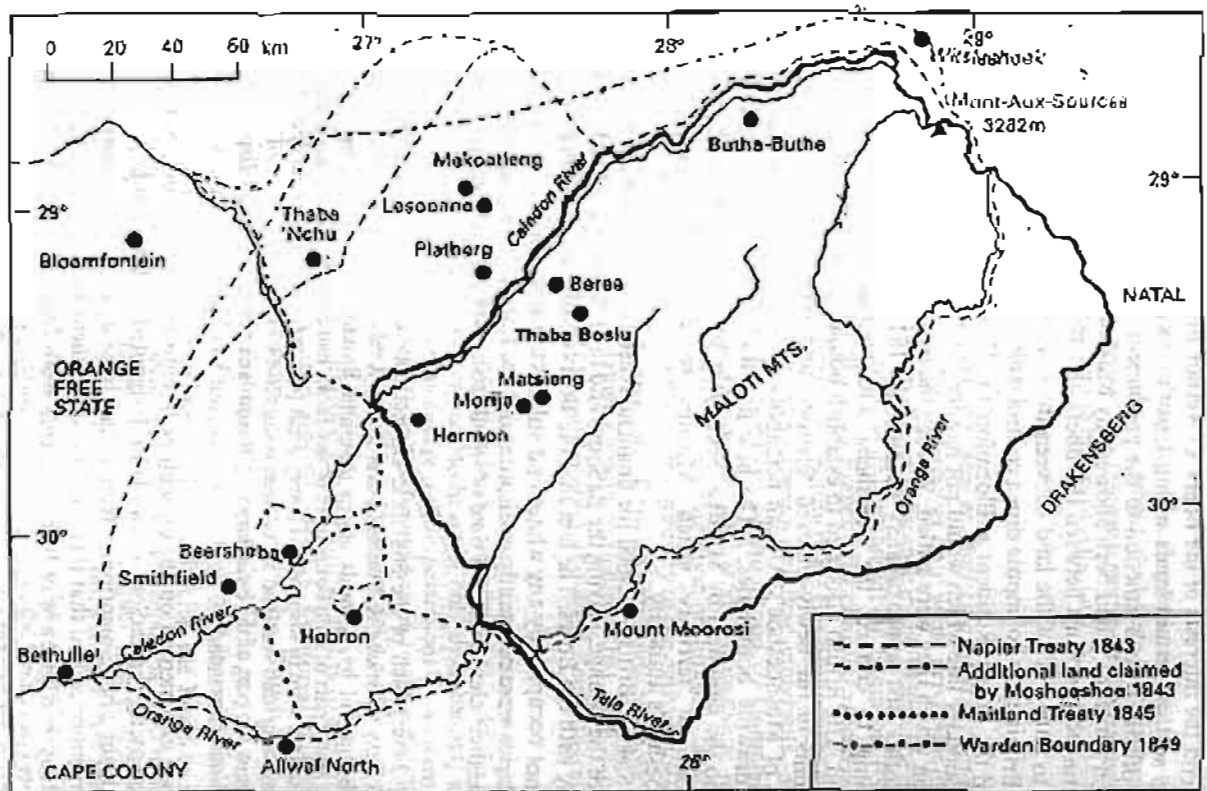 0 20 40 60 km
27°
28°
29°
Mont-Aux-Sources
3282m
Butha-Buthe
Makoatleng
Caledon River
29°
29°
Thaba
Nchu
Platberg
Bloemfontein
Berea
NATAL
Thaba Bosiu
ORANGE
FREE
STATE
Matsieng
Morija
MALOTI MTS.
Hermon
Orange River
DRAKENSBERG
30°
30°
Beersheba
Smithfield
Caledon River
Hebron
Mount Moorosi
Bethulie
Orange River
Tele River
Aliwal North
CAPE COLONY
28°
Napier Treaty 1843
Additional land claimed
by Moshoeshoe 1843
Maitland Treaty 1845
Warden Boundary 1849